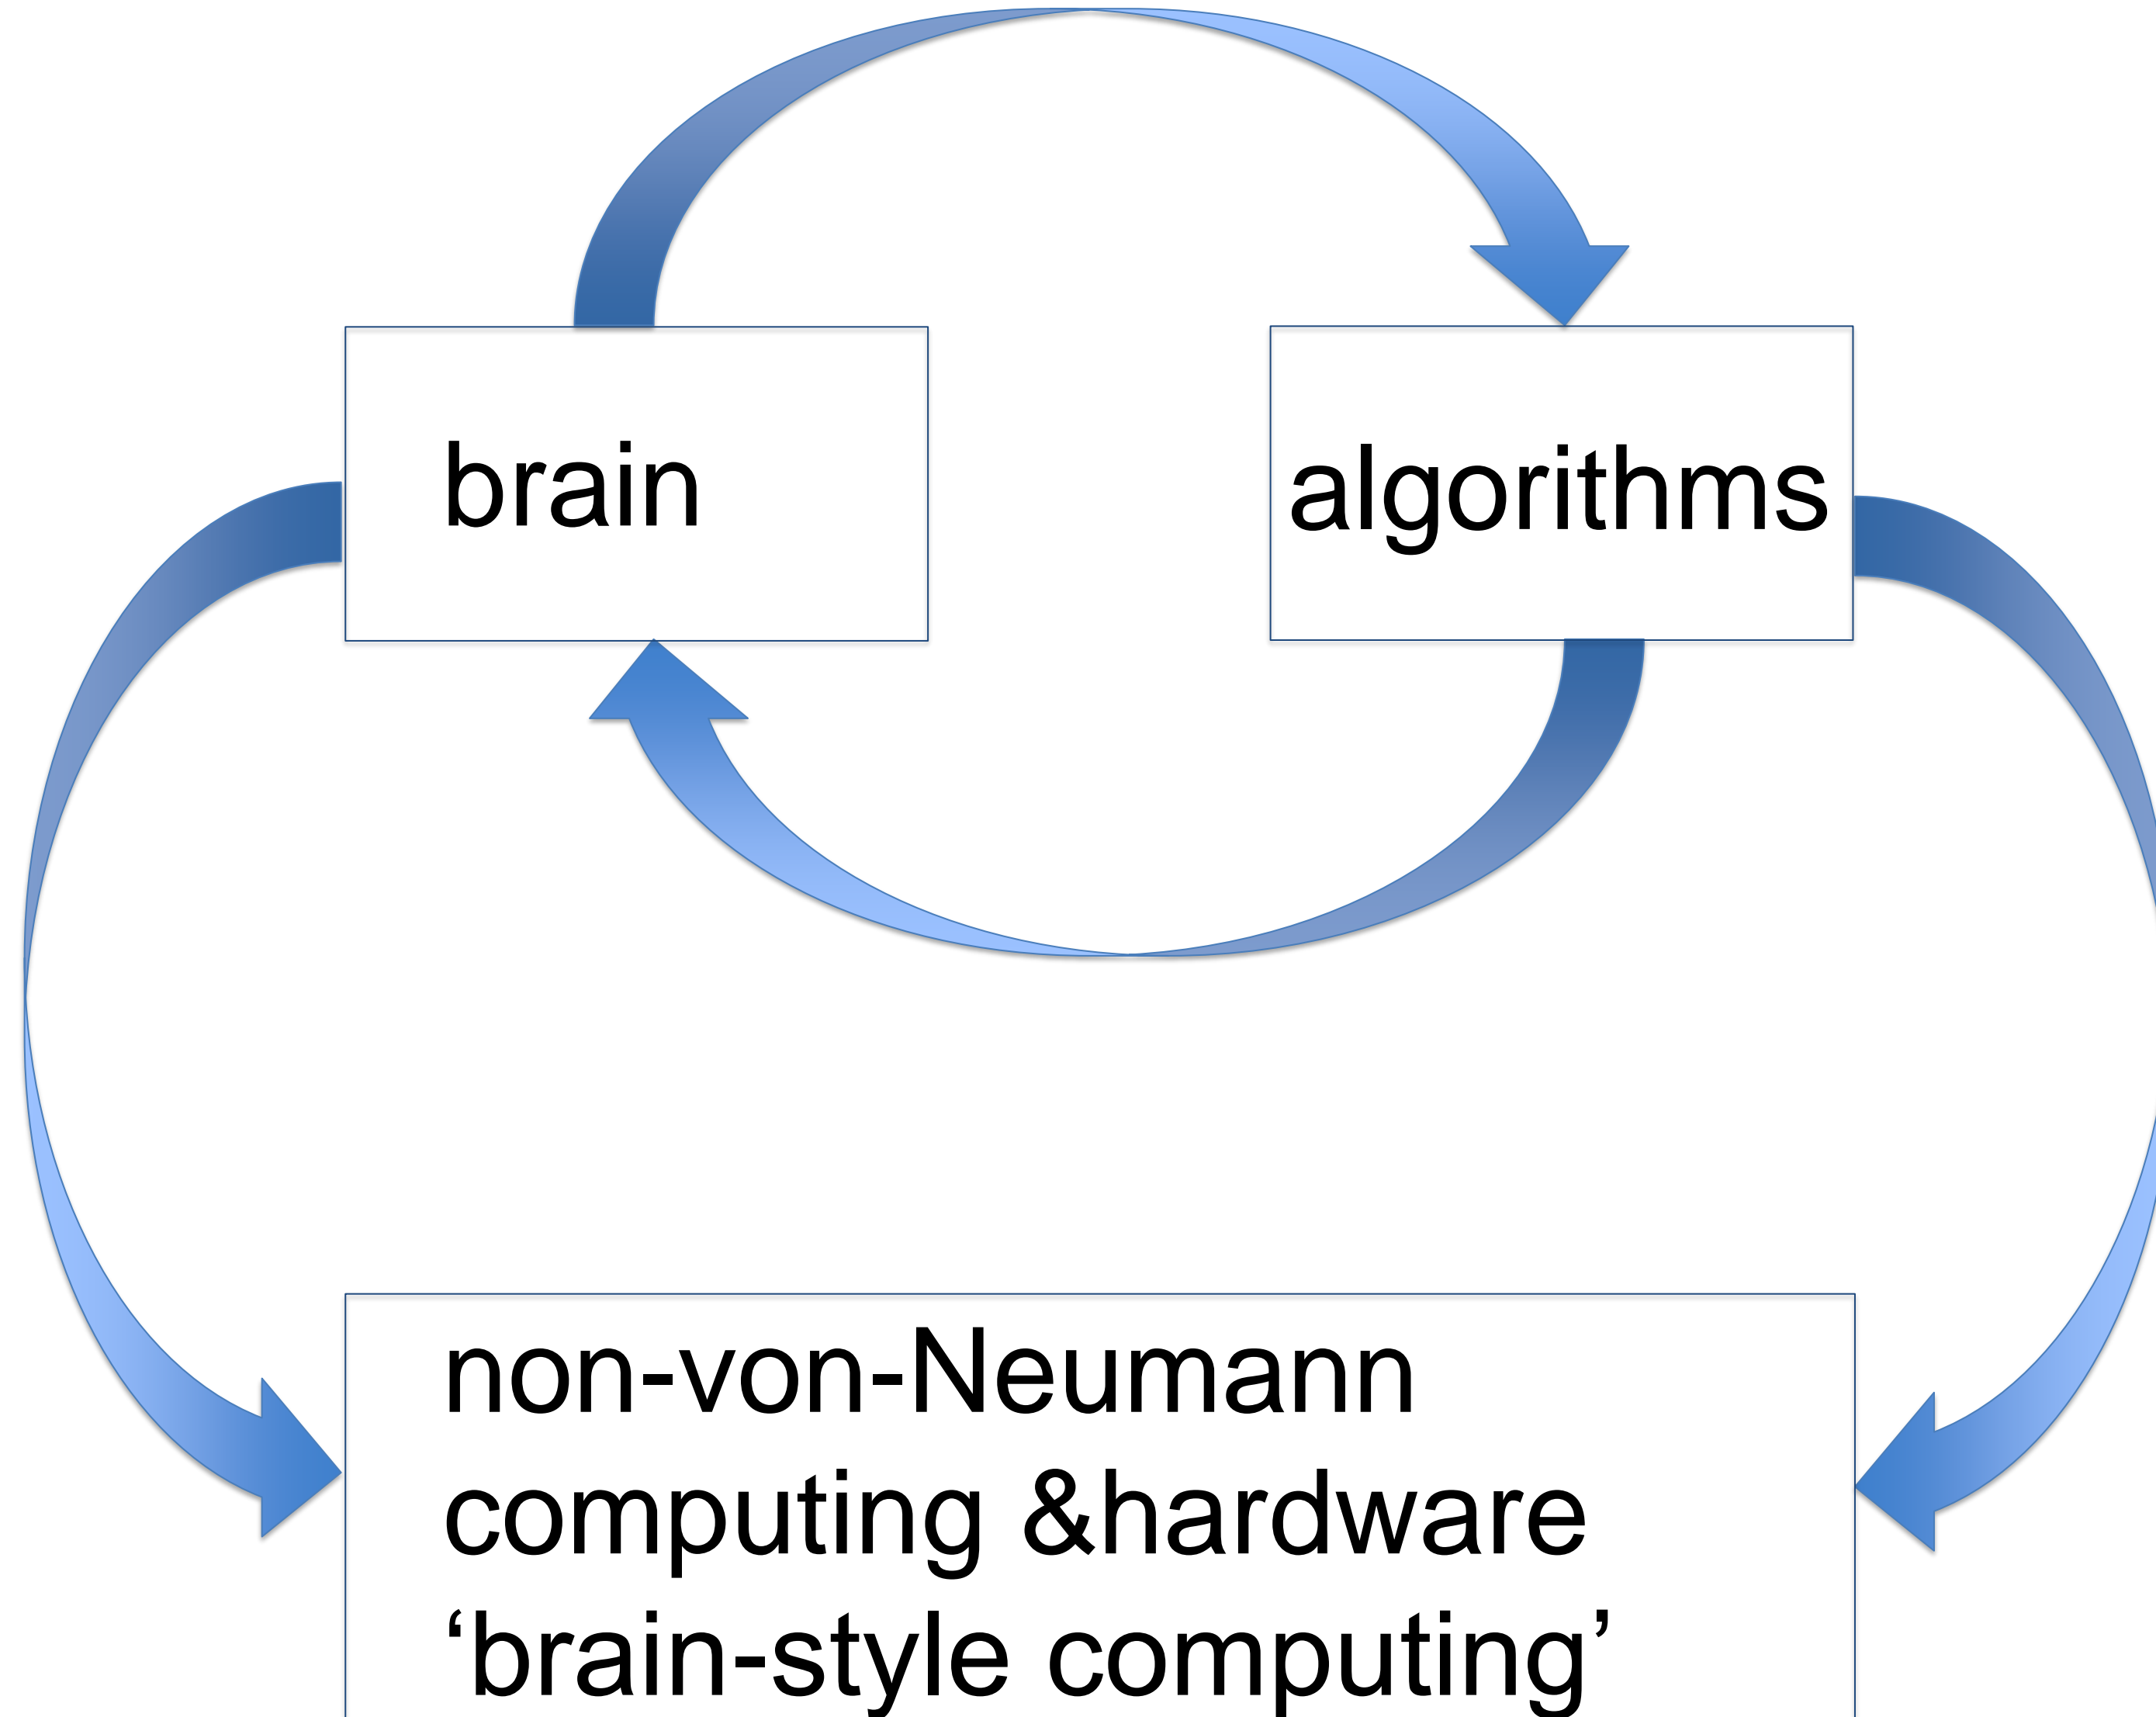 brain
algorithms
non-von-Neumann
computing &hardware
‘brain-style computing’